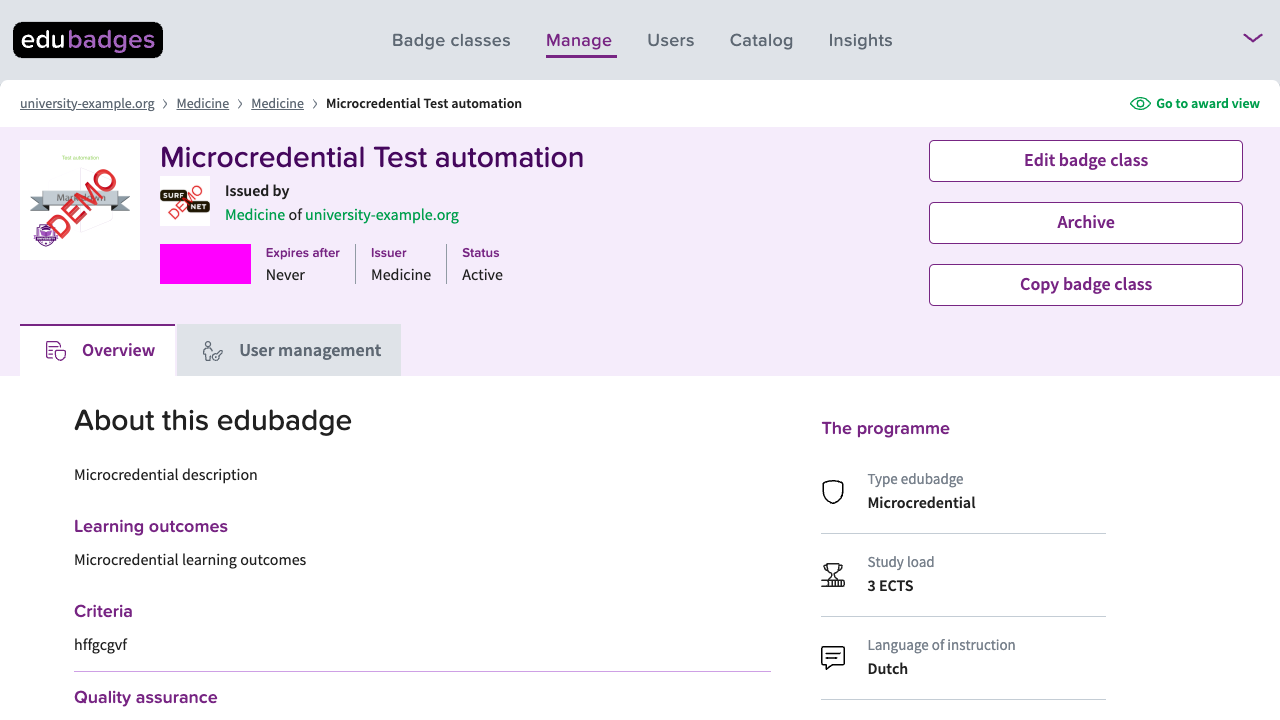 edubadges
Badge classes Manage Users Catalog Insights
university-example.org > Medicine > Medicine > Microcredential Test automation
Go to award view
Test automation
DEMO
Microcredential Test automation
SURF NET
DEMO
Issued by
Medicine of university-example.org
Expires after
Never
Issuer
Medicine
Status
Active
Edit badge class
Archive
Copy badge class
Overview
User management
About this edubadge
Microcredential description
Learning outcomes
Microcredential learning outcomes
Criteria
hffgcgvf
Quality assurance
The programme
Type edubadge
Microcredential
Study load
3 ECTS
Language of instruction
Dutch